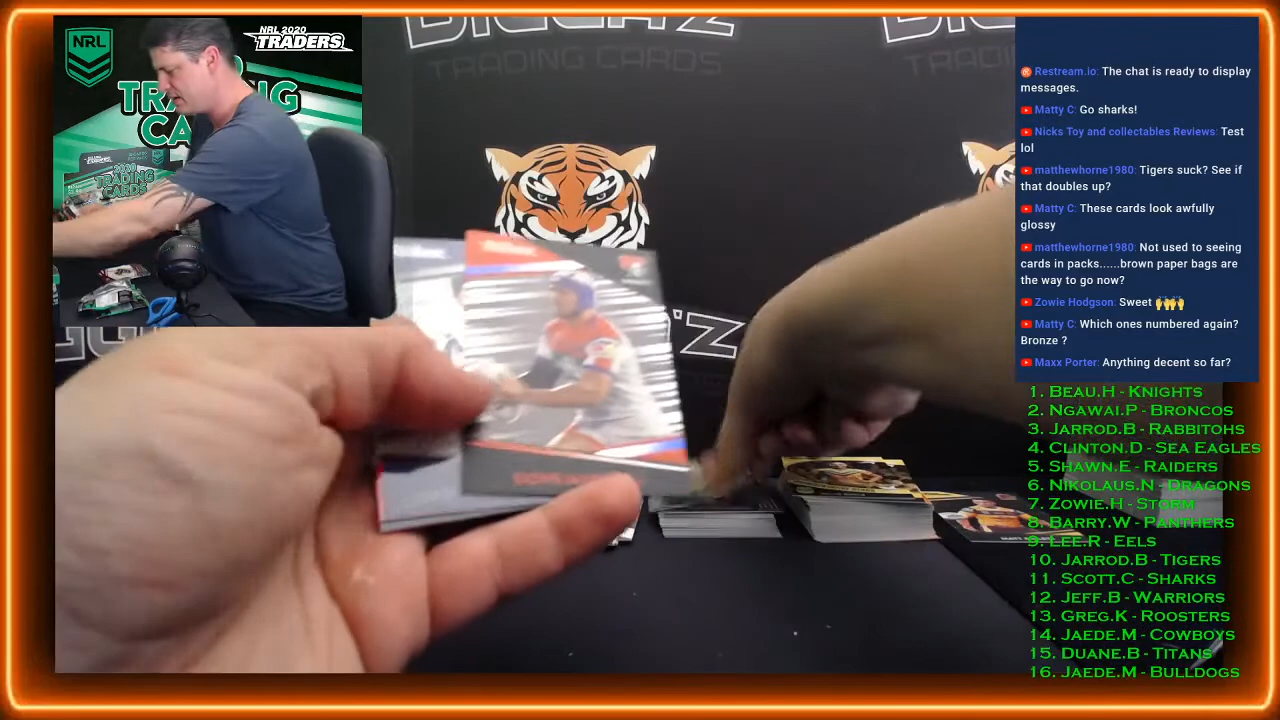 NRL
NRL 2020
TRADERS
2020
TRADING
CARDS
TRADING CARDS
Restream.io: The chat is ready to display
messages.
Matty C: Go sharks!
Nicks Toy and collectables Reviews: Test
lol
matthewhorne1980: Tigers suck? See if
that doubles up?
Matty C: These cards look awfully
glossy
matthewhorne1980: Not used to seeing
cards in packs......brown paper bags are
the way to go now?
Zowie Hodgson: Sweet 🙌🙌
Matty C: Which ones numbered again?
Bronze ?
Maxx Porter: Anything decent so far?
1. Beau.H - Knights
2. Ngawai.P - Broncos
3. Jarrod.B - Rabbitohs
4. Clinton.D - Sea Eagles
5. Shawn.E - Raiders
6. Nikolaus.N - Dragons
7. Zowie.H - Storm
8. Barry.W - Panthers
9. Lee.R - Eels
10. Jarrod.B - Tigers
11. Scott.C - Sharks
12. Jeff.B - Warriors
13. Greg.K - Roosters
14. Jaede.M - Cowboys
15. Duane.B - Titans
16. Jaede.M - Bulldogs